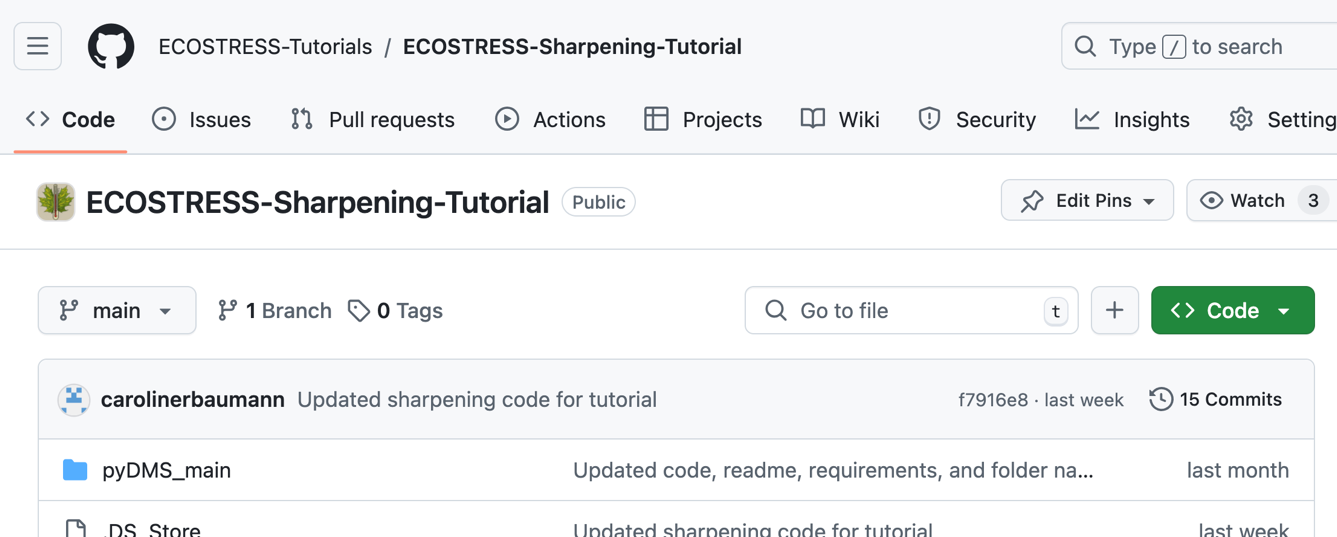 ECOSTRESS-Tutorials / ECOSTRESS-Sharpening-Tutorial Type / to search
Code Issues Pull requests Actions Projects Wiki Security Insights Setting
ECOSTRESS-Sharpening-Tutorial Public Edit Pins Watch 3
main 1 Branch 0 Tags Go to file t Code
carolinerbaumann Updated sharpening code for tutorial f7916e8 · last week 15 Commits
pyDMS_main Updated code, readme, requirements, and folder na... last month
.DS_Store Updated sharpening code for tutorial last week